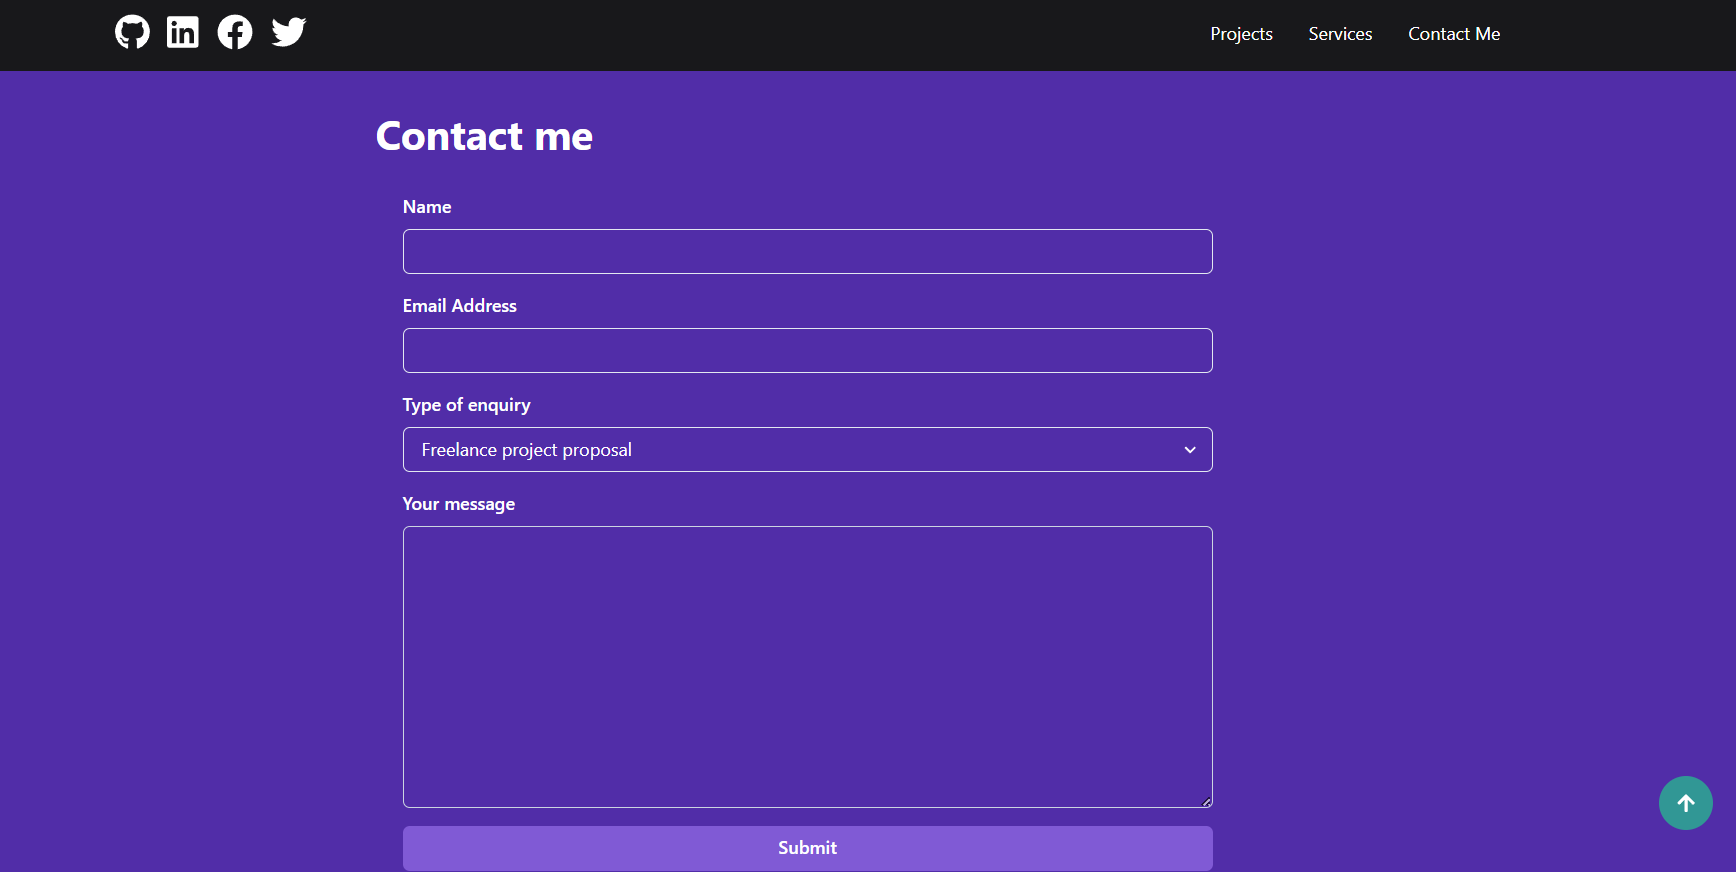 Projects Services Contact Me
Contact me
Name
Email Address
Type of enquiry
Freelance project proposal
Your message
Submit